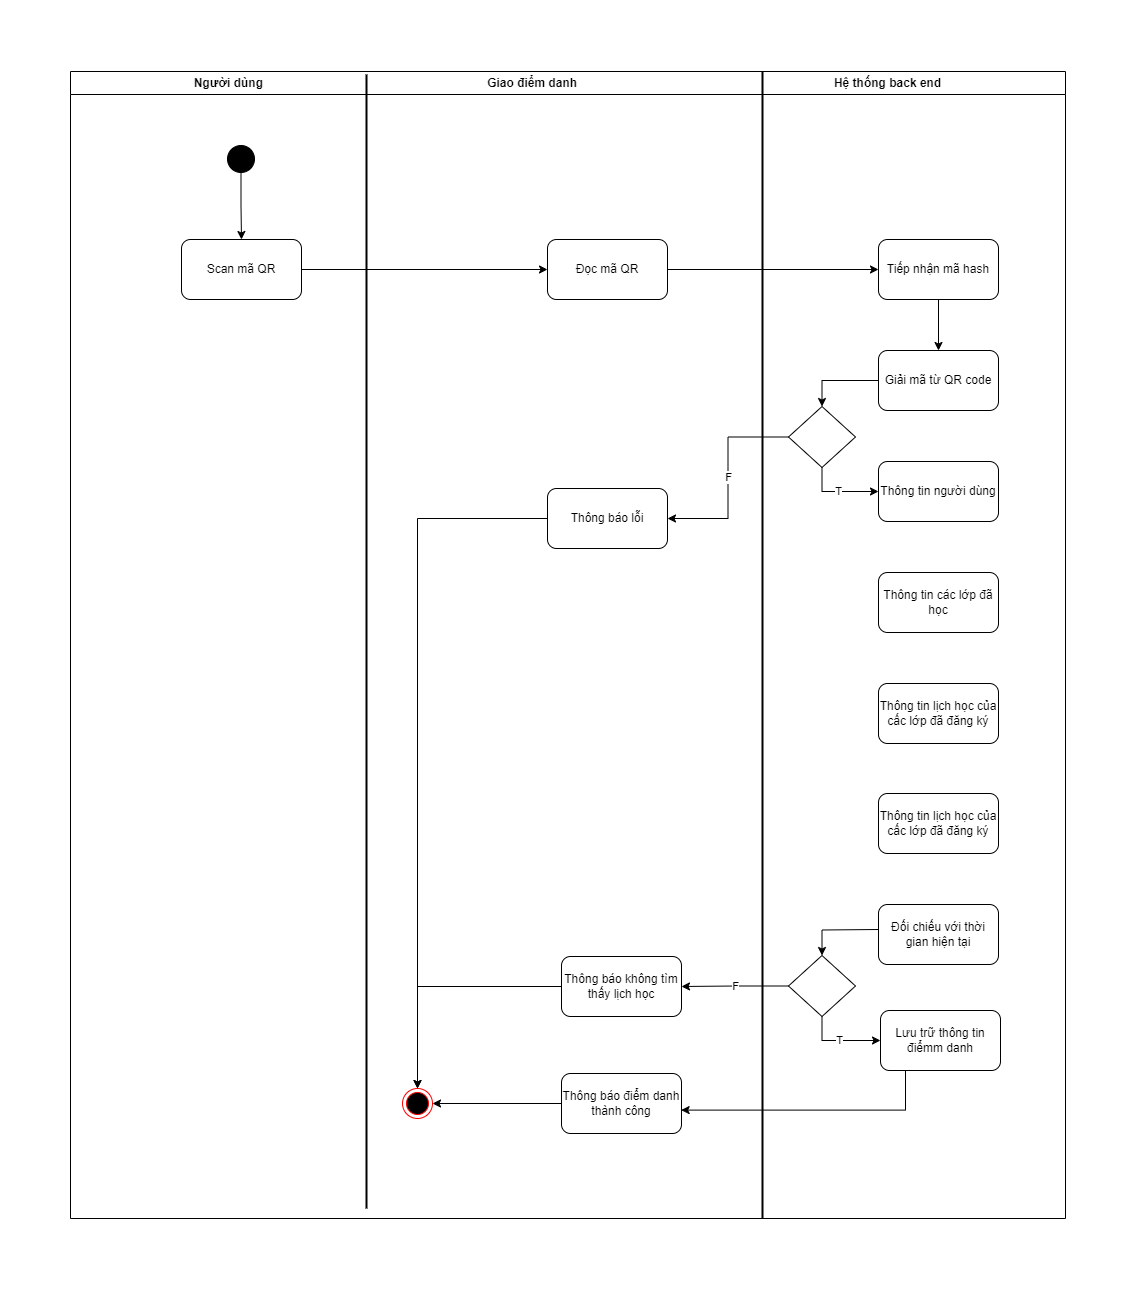 Người dùng
Giao điểm danh
Hệ thống back end
Scan mã QR
Đọc mã QR
Tiếp nhận mã hash
Giải mã từ QR code
F
T
Thông tin người dùng
Thông báo lỗi
Thông tin các lớp đã
học
Thông tin lịch học của
cấc lớp đã đăng ký
Thông tin lịch học của
cấc lớp đã đăng ký
Đối chiếu với thời
gian hiện tại
Thông báo không tìm
thấy lịch học
F
T
Lưu trữ thông tin
điểmm danh
Thông báo điểm danh
thành công